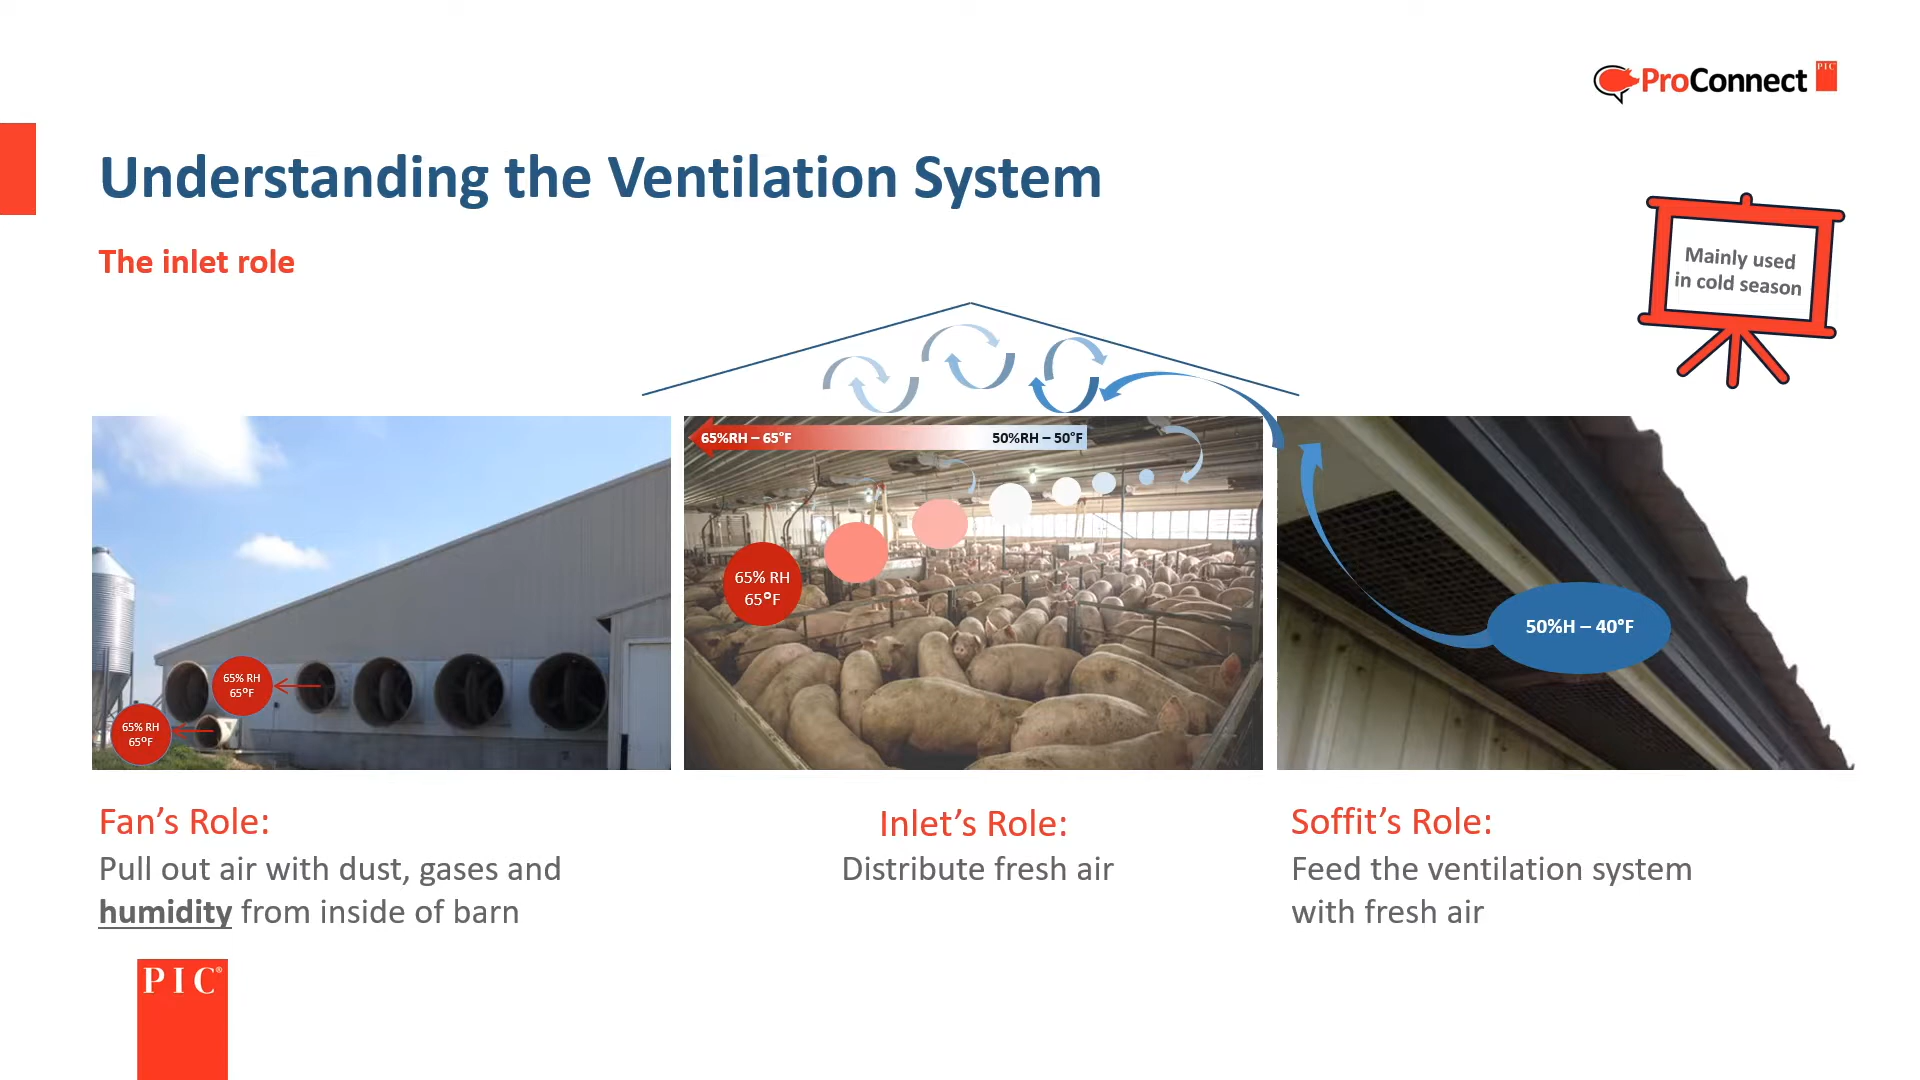 ProConnect PIC
Understanding the Ventilation System
The inlet role
Mainly used
in cold season
65%RH – 65°F
50%RH – 50°F
65% RH
65°F
50%H – 40°F
65% RH
65°F
65% RH
65°F
Fan’s Role:
Pull out air with dust, gases and
humidity from inside of barn
Inlet’s Role:
Distribute fresh air
Soffit’s Role:
Feed the ventilation system
with fresh air
PIC®